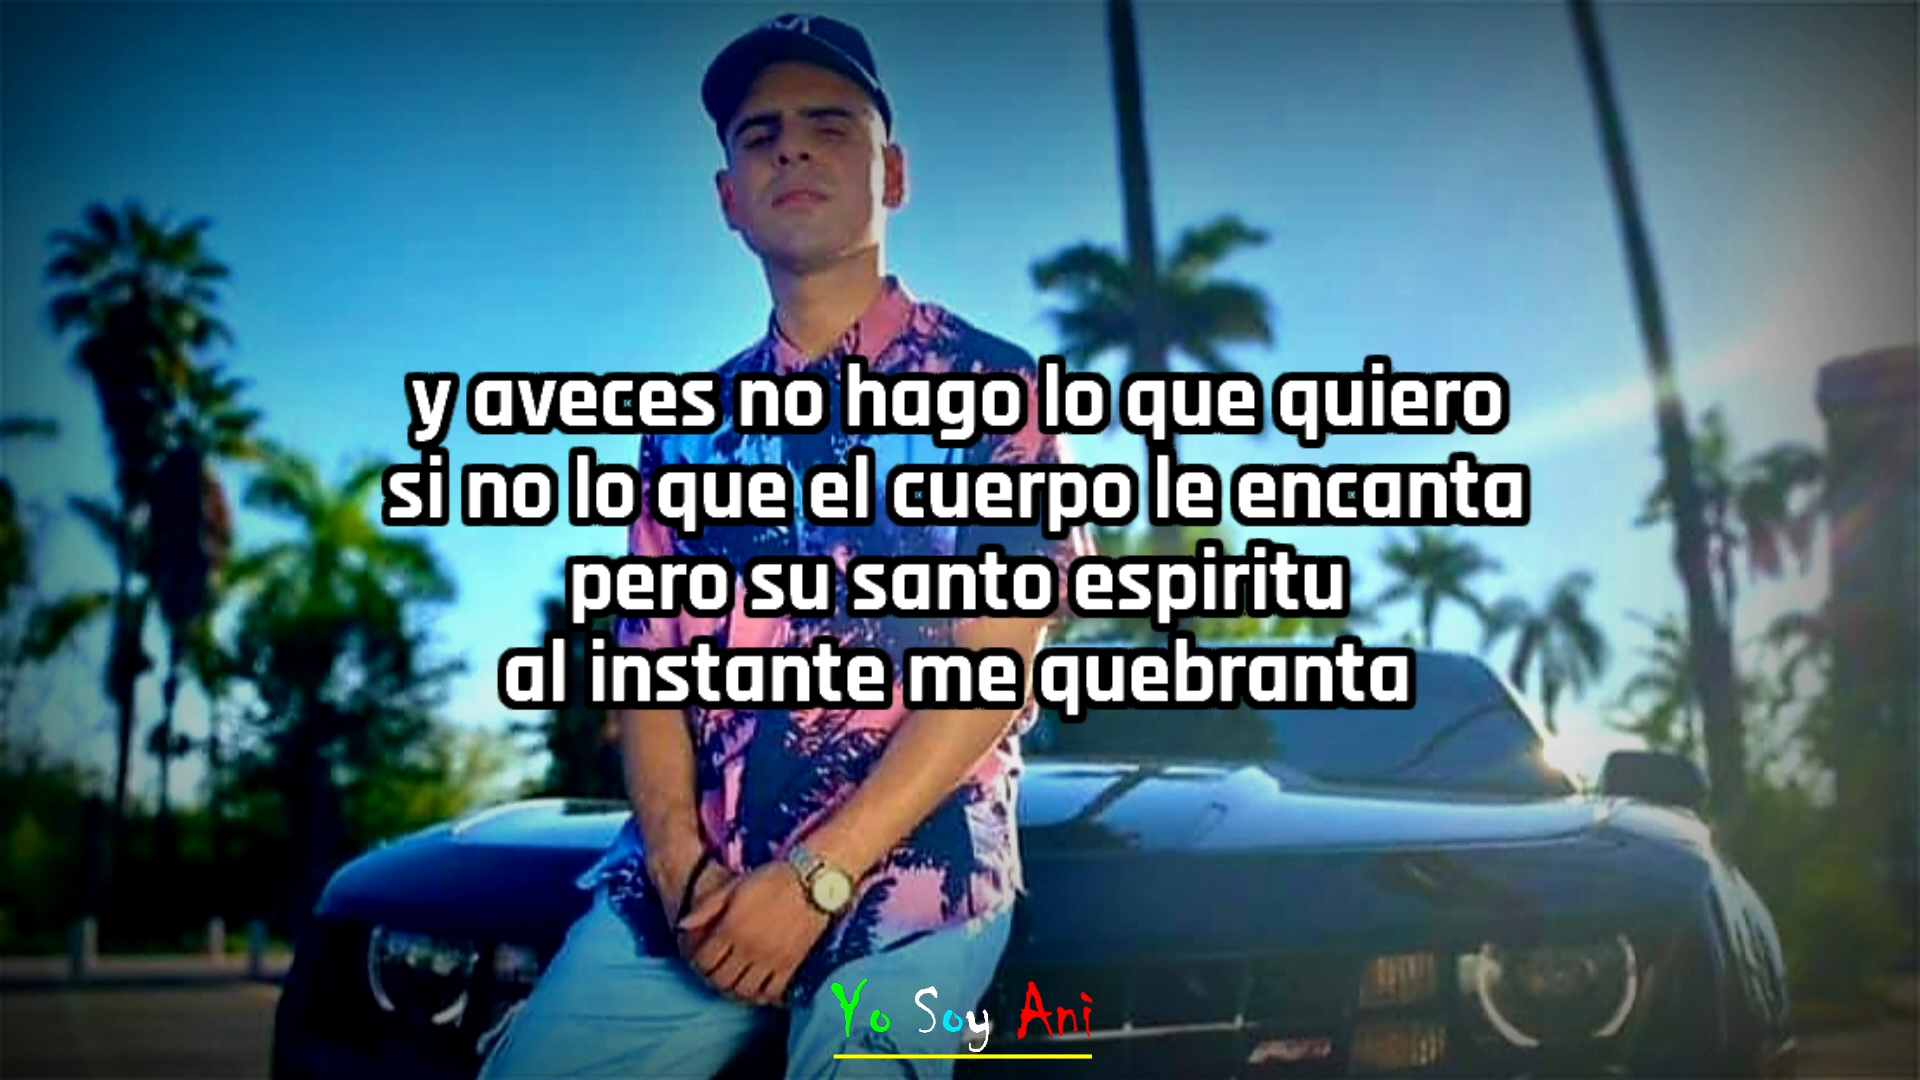 y aveces no hago lo que quiero
si no lo que el cuerpo le encanta
pero su santo espiritu
al instante me quebranta
Yo Soy Ani